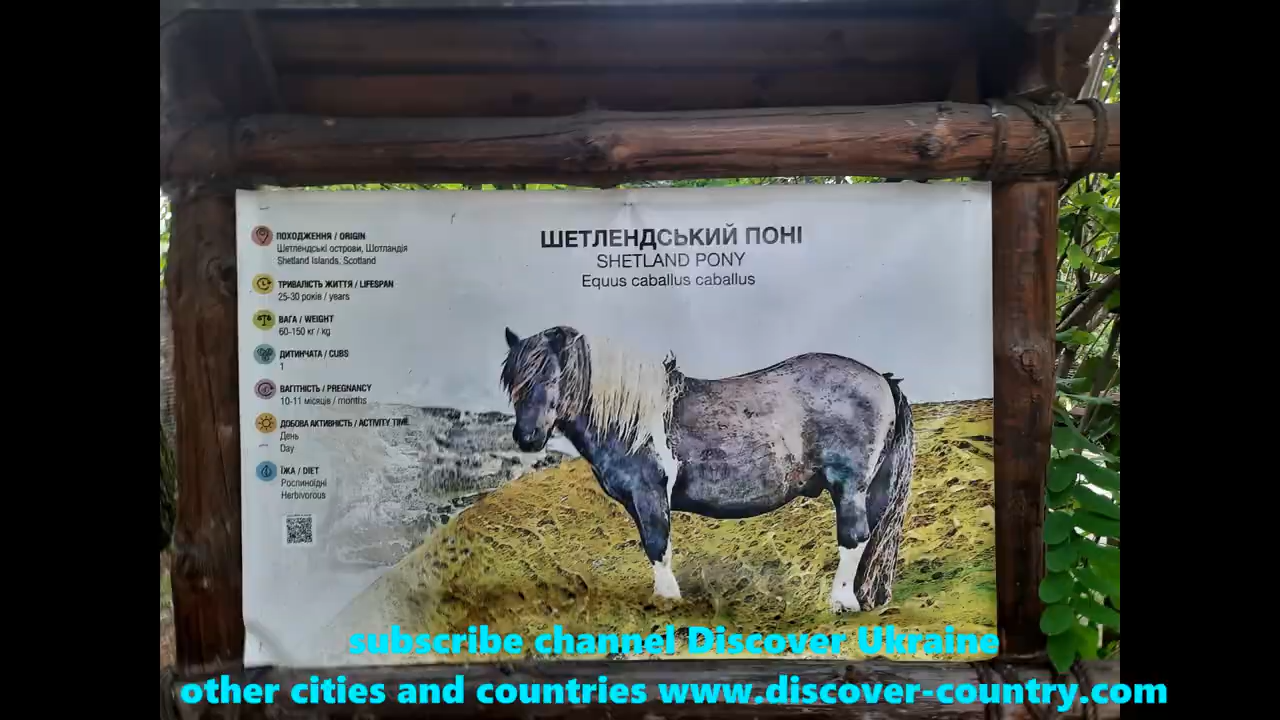 ШЕТЛЕНДСЬКИЙ ПОНІ
SHETLAND PONY
Equus caballus caballus
ПОХОДЖЕННЯ / ORIGIN
Шетлендські острови, Шотландія
Shetland Islands, Scotland
ТРИВАЛІСТЬ ЖИТТЯ / LIFESPAN
25-30 років / years
ВАГА / WEIGHT
60-150 кг / kg
ДИТИНЧАТА / CUBS
1
ВАГІТНІСТЬ / PREGNANCY
10-11 місяців / months
ДОБОВА АКТИВНІСТЬ / ACTIVITY TIME
День
Day
ЇЖА / DIET
Рослиноїдні
Herbivorous
subscribe channel Discover Ukraine
other cities and countries www.discover-country.com